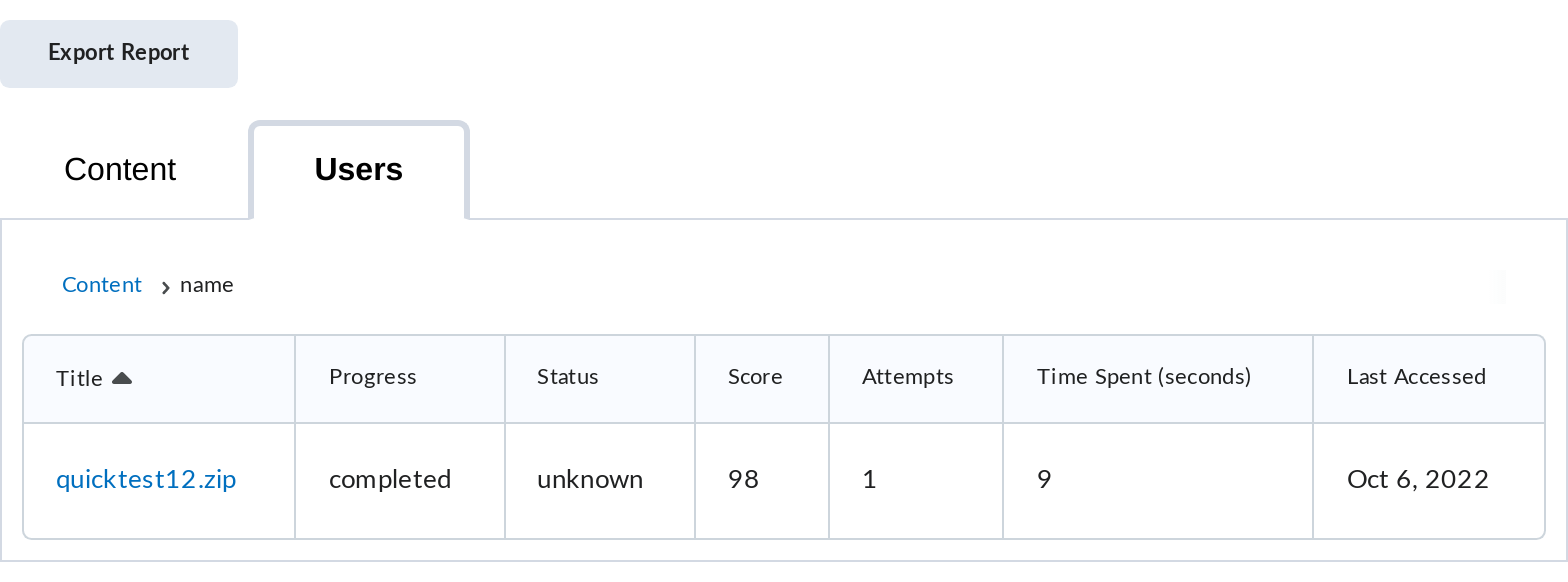 Export Report
Content Users
Content › name
Title Progress Status Score Attempts Time Spent (seconds) Last Accessed
quicktest12.zip completed unknown 98 1 9 Oct 6, 2022